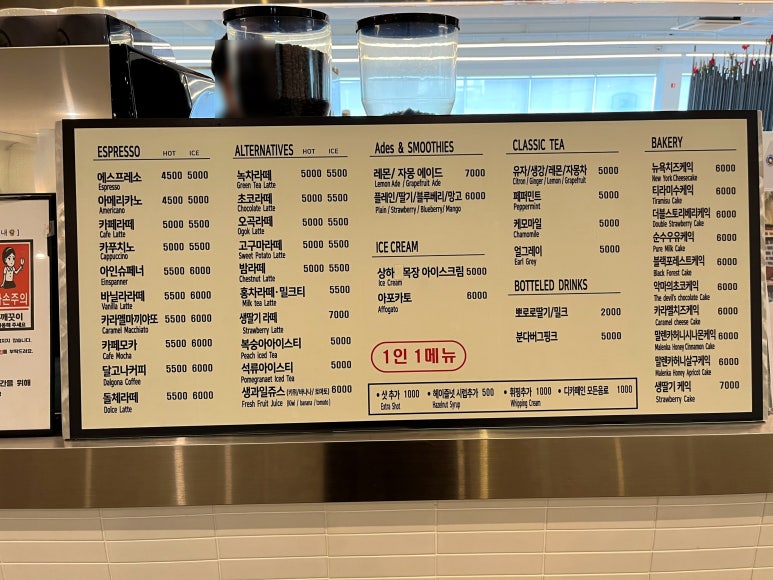 ESPRESSO HOT ICE
에스프레소 4500 5000
Espresso
아메리카노 4500 5000
Americano
카페라떼 5000 5500
Cafe Latte
카푸치노 5000 5500
Cappuccino
아인슈페너 5500 6000
Einspanner
바닐라라떼 5500 6000
Vanilla Latte
카라멜마끼야또 5500 6000
Caramel Macchiato
카페모카 5500 6000
Cafe Mocha
달고나커피 5500 6000
Dalgona Coffee
돌체라떼 5500 6000
Dolce Latte
ALTERNATIVES HOT ICE
녹차라떼 5000 5500
Green Tea Latte
초코라떼 5000 5500
Chocolate Latte
오곡라떼 5000 5500
Ogok Latte
고구마라떼 5000 5500
Sweet Potato Latte
밤라떼 5000 5500
Chestnut Latte
홍차라떼·밀크티 5500
Milk tea Latte
생딸기 라떼 7000
Strawberry Latte
복숭아아이스티 5000
Peach Iced Tea
석류아이스티 5000
Pomegranaet Iced Tea
생과일쥬스 (키위/바나나/토마토) 6000
Fresh Fruit Juice (Kiwi / banana / tomato)
Ades & SMOOTHIES
레몬/ 자몽 에이드 7000
Lemon Ade / Grapefruit Ade
플레인/딸기/블루베리/망고 6000
Plain / Strawberry / Blueberry/ Mango
ICE CREAM
상하 목장 아이스크림 5000
Ice Cream
아포카토 6000
Affogato
1인 1메뉴
CLASSIC TEA
유자/생강/레몬/자몽차 5000
Citron / Ginger / Lemon / Grapefruit
페퍼민트 5000
Peppermint
케모마일 5000
Chamomile
얼그레이 5000
Earl Grey
BOTTELED DRINKS
뽀로로딸기/밀크 2000
분다버그핑크 5000
• 샷 추가 1000 • 헤이즐넛 시럽추가 500 • 휘핑추가 1000 • 디카페인 모든음료 1000
Extra Shot Hazelnut Syrup Whipping Cream
BAKERY
뉴욕치즈케익 6000
New York Cheesecake
티라미수케익 6000
Tiramisu Cake
더블스토리베리케익 6000
Double Strawberry Cake
순수우유케익 6000
Pure Milk Cake
블랙포레스트케익 6000
Black Forest Cake
악마의초코케익 6000
The devil's chocolate Cake
카라멜치즈케익 6000
Caramel cheese Cake
말렌카허니시나몬케익 6000
Malenka Honey Cinnamon Cake
말렌카허니살구케익 6000
Malenka Honey Apricot Cake
생딸기 케익 7000
Strawberry Cake
손주의